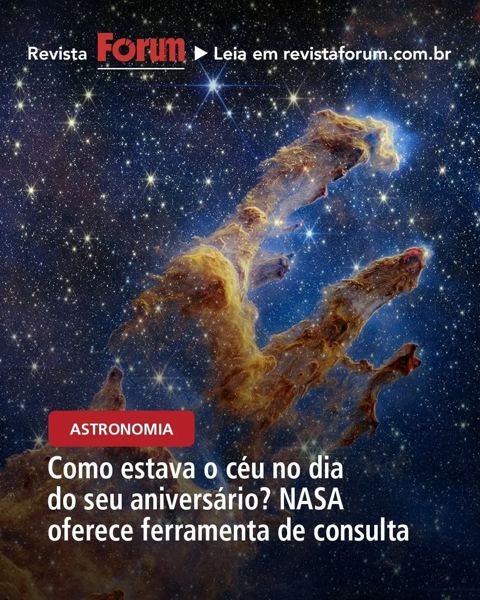 Revista Forum ▶ Leia em revistaforum.com.br
ASTRONOMIA
Como estava o céu no dia
do seu aniversário? NASA
oferece ferramenta de consulta